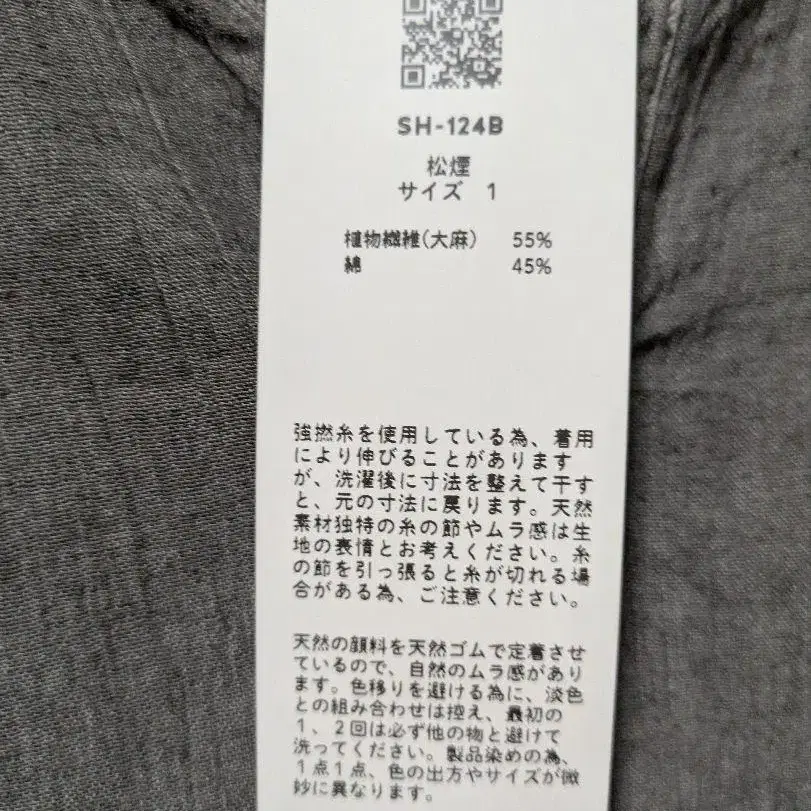 SH-124B
松煙
サイズ 1
植物繊維(大麻) 55%
綿 45%
強撚糸を使用している為、着用
により伸びることがあります
が、洗濯後に寸法を整えて干す
と、元の寸法に戻ります。天然
素材独特の糸の節やムラ感は生
地の表情とお考えください。糸
の節を引っ張ると糸が切れる場
合がある為、ご注意ください。
天然の顔料を天然ゴムで定着させ
ているので、自然のムラ感があり
ます。色移りを避ける為に、淡色
との組み合わせは控え、最初の
1、2回は必ず他の物と避けて
洗ってください。製品染めの為、
1点1点、色の出方やサイズが微
妙に異なります。